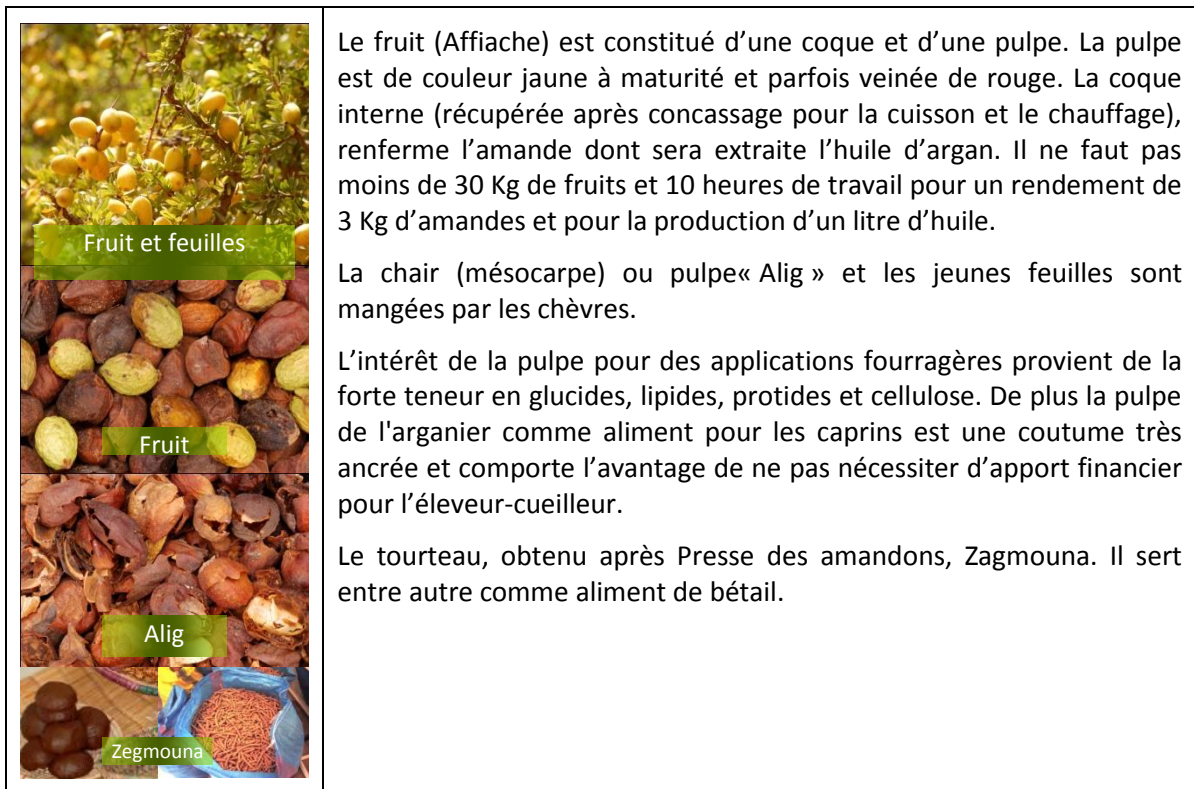 Fruit et feuilles
Fruit
Alig
Zegmouna
Le fruit (Affiache) est constitué d’une coque et d’une pulpe. La pulpe
est de couleur jaune à maturité et parfois veinée de rouge. La coque
interne (récupérée après concassage pour la cuisson et le chauffage),
renferme l’amande dont sera extraite l’huile d’argan. Il ne faut pas
moins de 30 Kg de fruits et 10 heures de travail pour un rendement de
3 Kg d’amandes et pour la production d’un litre d’huile.
La chair (mésocarpe) ou pulpe« Alig » et les jeunes feuilles sont
mangées par les chèvres.
L’intérêt de la pulpe pour des applications fourragères provient de la
forte teneur en glucides, lipides, protides et cellulose. De plus la pulpe
de l'arganier comme aliment pour les caprins est une coutume très
ancrée et comporte l’avantage de ne pas nécessiter d’apport financier
pour l’éleveur-cueilleur.
Le tourteau, obtenu après Presse des amandons, Zagmouna. Il sert
entre autre comme aliment de bétail.